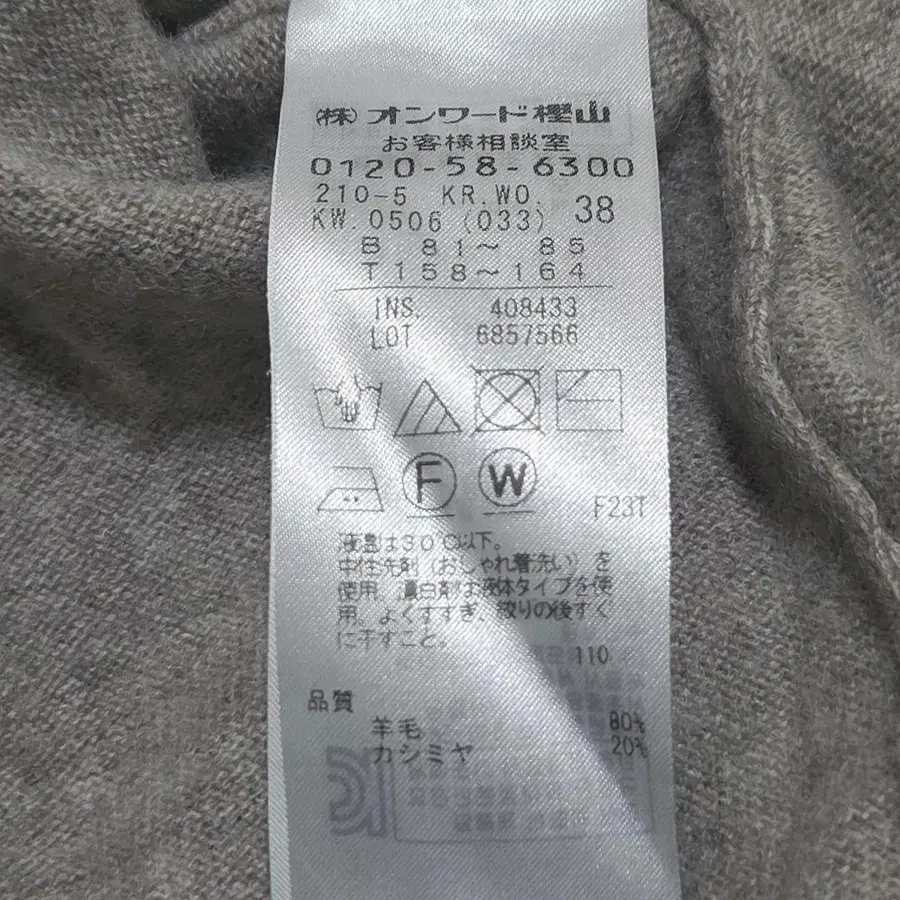 (株)オンワード樫山
お客様相談室
0120-58-6300
210-5 KR.WO.
KW.0506 (033) 38
B 81～85
T158～164
INS. 408433
LOT 6857566
F W
F23T
液温は30℃以下。
中性洗剤（おしゃれ着洗い）を
使用。漂白剤は液体タイプを使
用。よくすすぎ、絞りの後すぐ
に干すこと。
110
品質
羊毛 80%
カシミヤ 20%